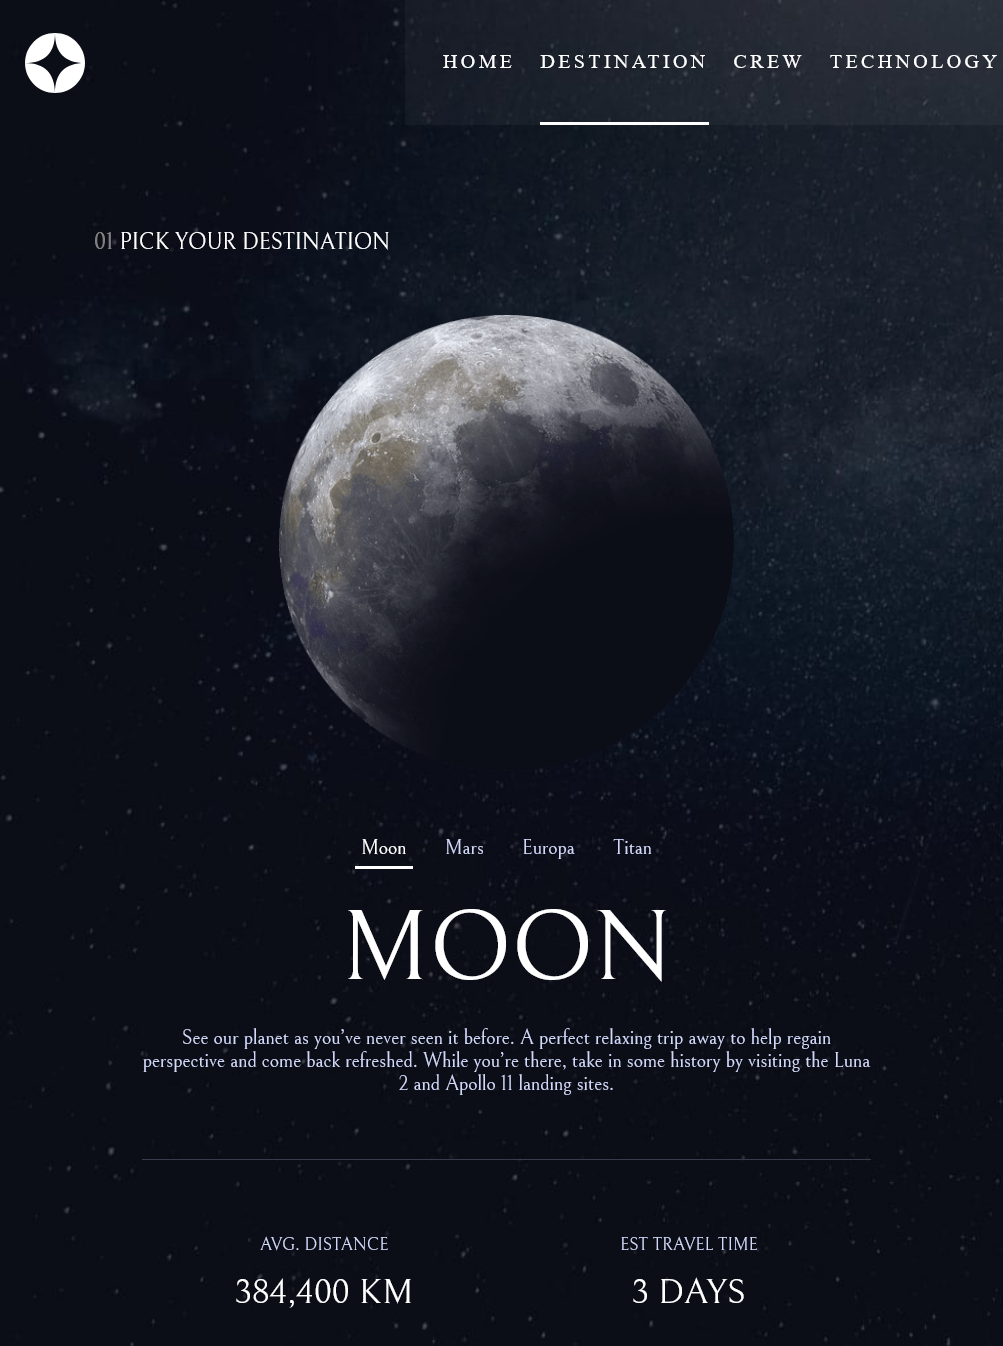 HOME DESTINATION CREW TECHNOLOGY
01 PICK YOUR DESTINATION
Moon Mars Europa Titan
MOON
See our planet as you’ve never seen it before. A perfect relaxing trip away to help regain
perspective and come back refreshed. While you’re there, take in some history by visiting the Luna
2 and Apollo 11 landing sites.
AVG. DISTANCE EST TRAVEL TIME
384,400 KM 3 DAYS